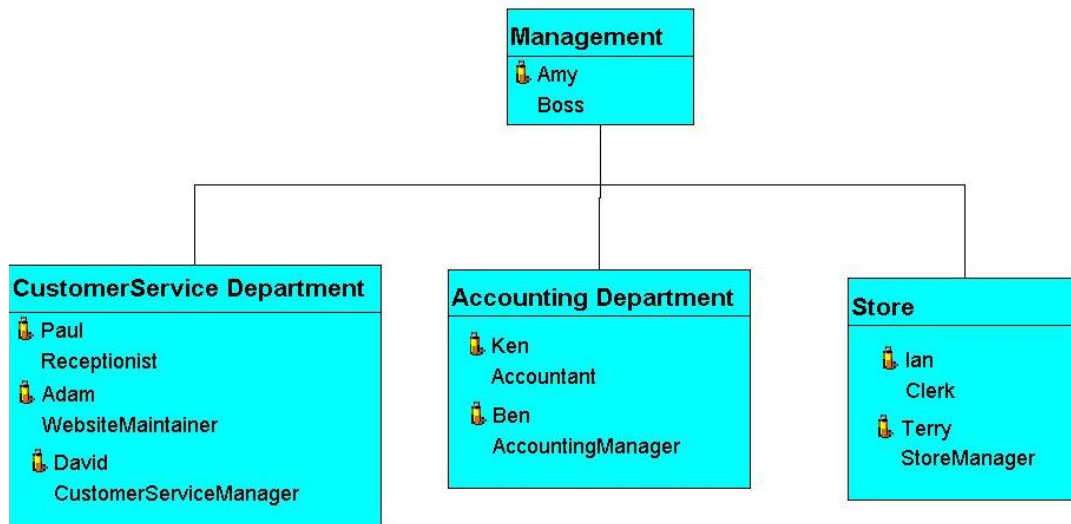 Management
Amy
Boss
CustomerService Department
Paul
Receptionist
Adam
WebsiteMaintainer
David
CustomerServiceManager
Accounting Department
Ken
Accountant
Ben
AccountingManager
Store
Ian
Clerk
Terry
StoreManager